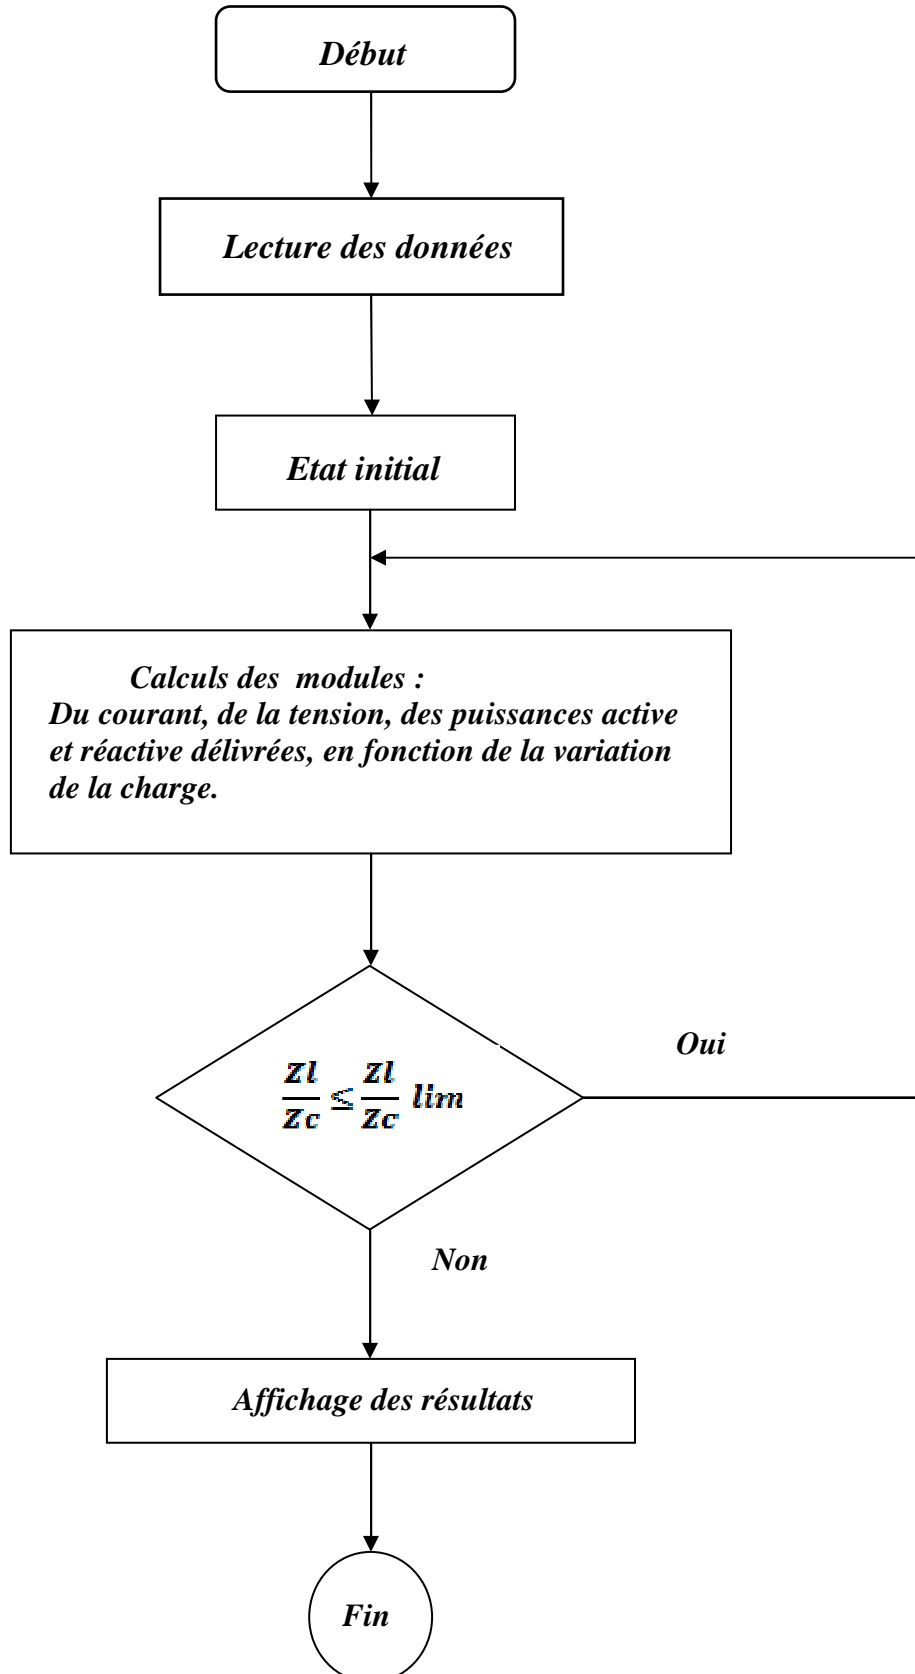 Début
Lecture des données
Etat initial
Calculs des modules :
Du courant, de la tension, des puissances active
et réactive délivrées, en fonction de la variation
de la charge.
Zl/Zc ≤ Zl/Zc lim
Oui
Non
Affichage des résultats
Fin